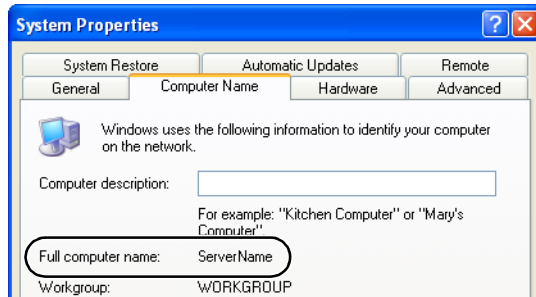 System Properties
System Restore Automatic Updates Remote
General Computer Name Hardware Advanced
Windows uses the following information to identify your computer
on the network.
Computer description:
For example: "Kitchen Computer" or "Mary's
Computer".
Full computer name: ServerName
Workgroup: WORKGROUP